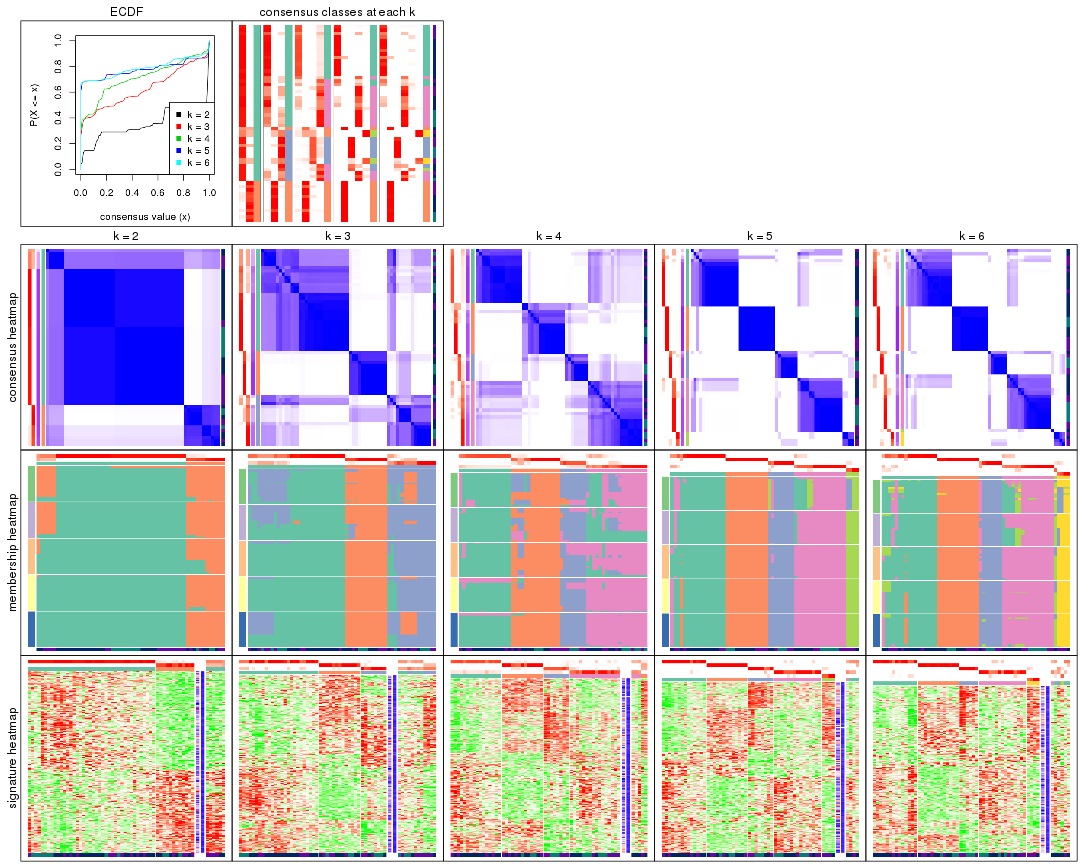 ECDF
consensus classes at each k
P(X <= x)
0.0 0.2 0.4 0.6 0.8 1.0
k = 2
k = 3
k = 4
k = 5
k = 6
0.0 0.2 0.4 0.6 0.8 1.0
consensus value (x)
k = 2
k = 3
k = 4
k = 5
k = 6
consensus heatmap
membership heatmap
signature heatmap